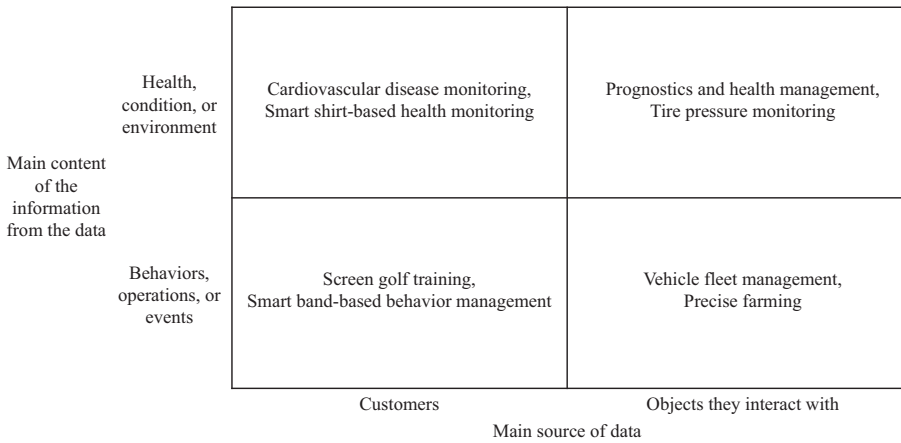 Health,
condition, or
environment
Cardiovascular disease monitoring,
Smart shirt-based health monitoring
Prognostics and health management,
Tire pressure monitoring
Main content
of the
information
from the data
Behaviors,
operations, or
events
Screen golf training,
Smart band-based behavior management
Vehicle fleet management,
Precise farming
Customers
Objects they interact with
Main source of data